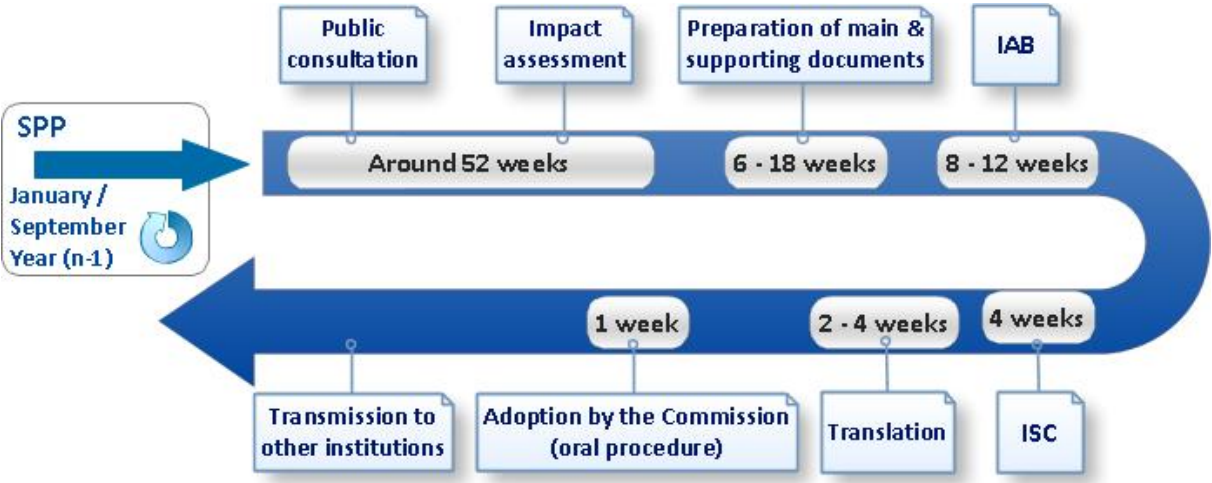 SPP
January /
September
Year (n-1)
Public
consultation
Impact
assessment
Preparation of main &
supporting documents
IAB
Around 52 weeks
6 - 18 weeks
8 - 12 weeks
1 week
2 - 4 weeks
4 weeks
Transmission to
other institutions
Adoption by the Commission
(oral procedure)
Translation
ISC